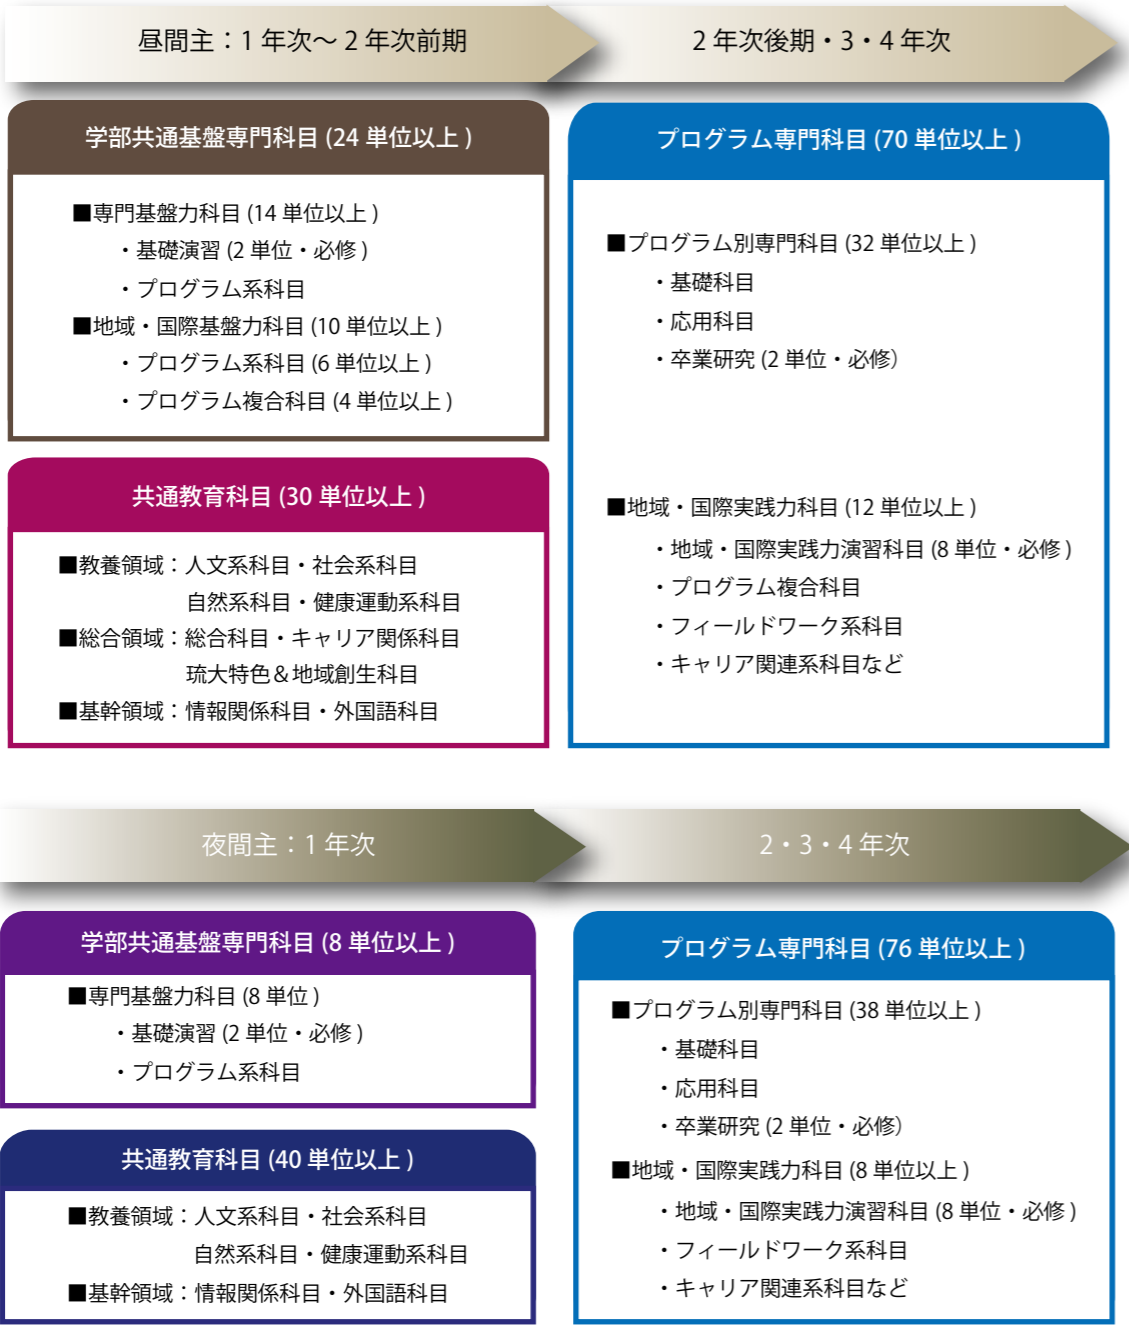 昼間主：1 年次～ 2 年次前期
2 年次後期・3・4 年次
学部共通基盤専門科目 (24 単位以上 )
■専門基盤力科目 (14 単位以上 )
・基礎演習 (2 単位・必修 )
・プログラム系科目
■地域・国際基盤力科目 (10 単位以上 )
・プログラム系科目 (6 単位以上 )
・プログラム複合科目 (4 単位以上 )
共通教育科目 (30 単位以上 )
■教養領域：人文系科目・社会系科目
自然系科目・健康運動系科目
■総合領域：総合科目・キャリア関係科目
琉大特色＆地域創生科目
■基幹領域：情報関係科目・外国語科目
プログラム専門科目 (70 単位以上 )
■プログラム別専門科目 (32 単位以上 )
・基礎科目
・応用科目
・卒業研究 (2 単位・必修）
■地域・国際実践力科目 (12 単位以上 )
・地域・国際実践力演習科目 (8 単位・必修 )
・プログラム複合科目
・フィールドワーク系科目
・キャリア関連系科目など
夜間主：1 年次
2・3・4 年次
学部共通基盤専門科目 (8 単位以上 )
■専門基盤力科目 (8 単位 )
・基礎演習 (2 単位・必修 )
・プログラム系科目
共通教育科目 (40 単位以上 )
■教養領域：人文系科目・社会系科目
自然系科目・健康運動系科目
■基幹領域：情報関係科目・外国語科目
プログラム専門科目 (76 単位以上 )
■プログラム別専門科目 (38 単位以上 )
・基礎科目
・応用科目
・卒業研究 (2 単位・必修）
■地域・国際実践力科目 (8 単位以上 )
・地域・国際実践力演習科目 (8 単位・必修 )
・フィールドワーク系科目
・キャリア関連系科目など